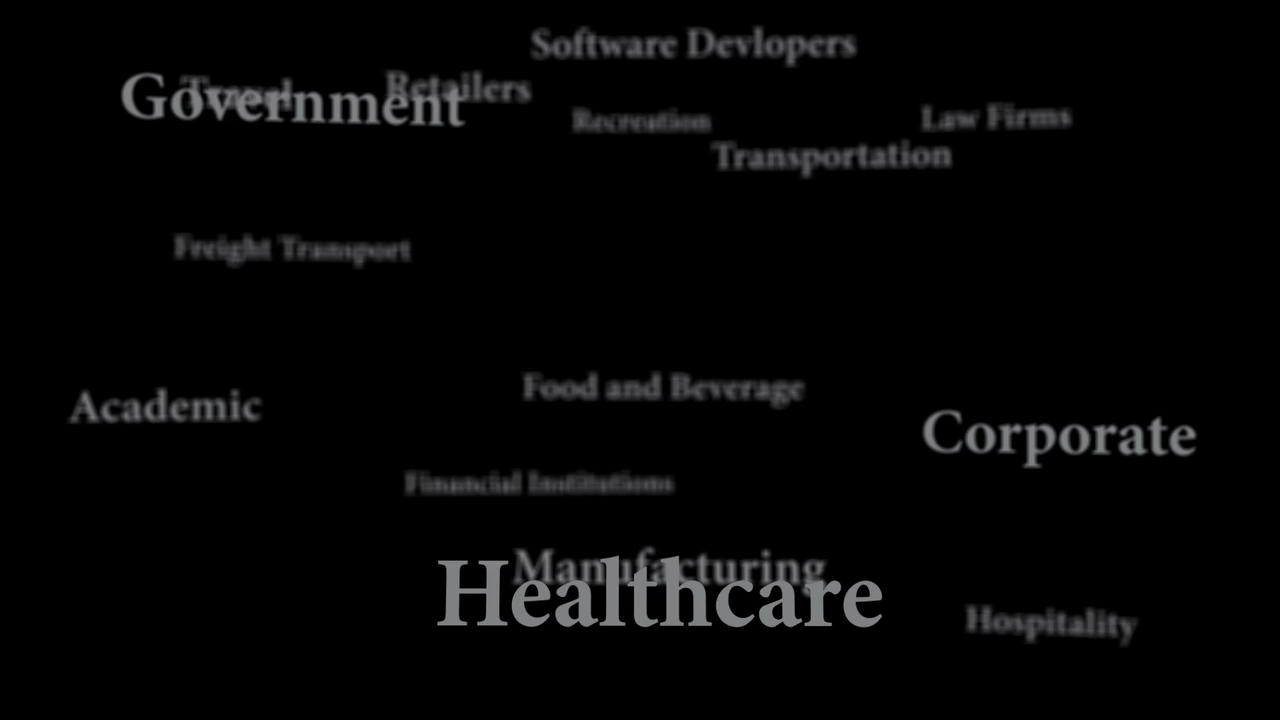 Software Devlopers
Travel
Retailers
Government
Recreation
Law Firms
Transportation
Freight Transport
Food and Beverage
Academic
Corporate
Financial Institutions
Manufacturing
Healthcare
Hospitality